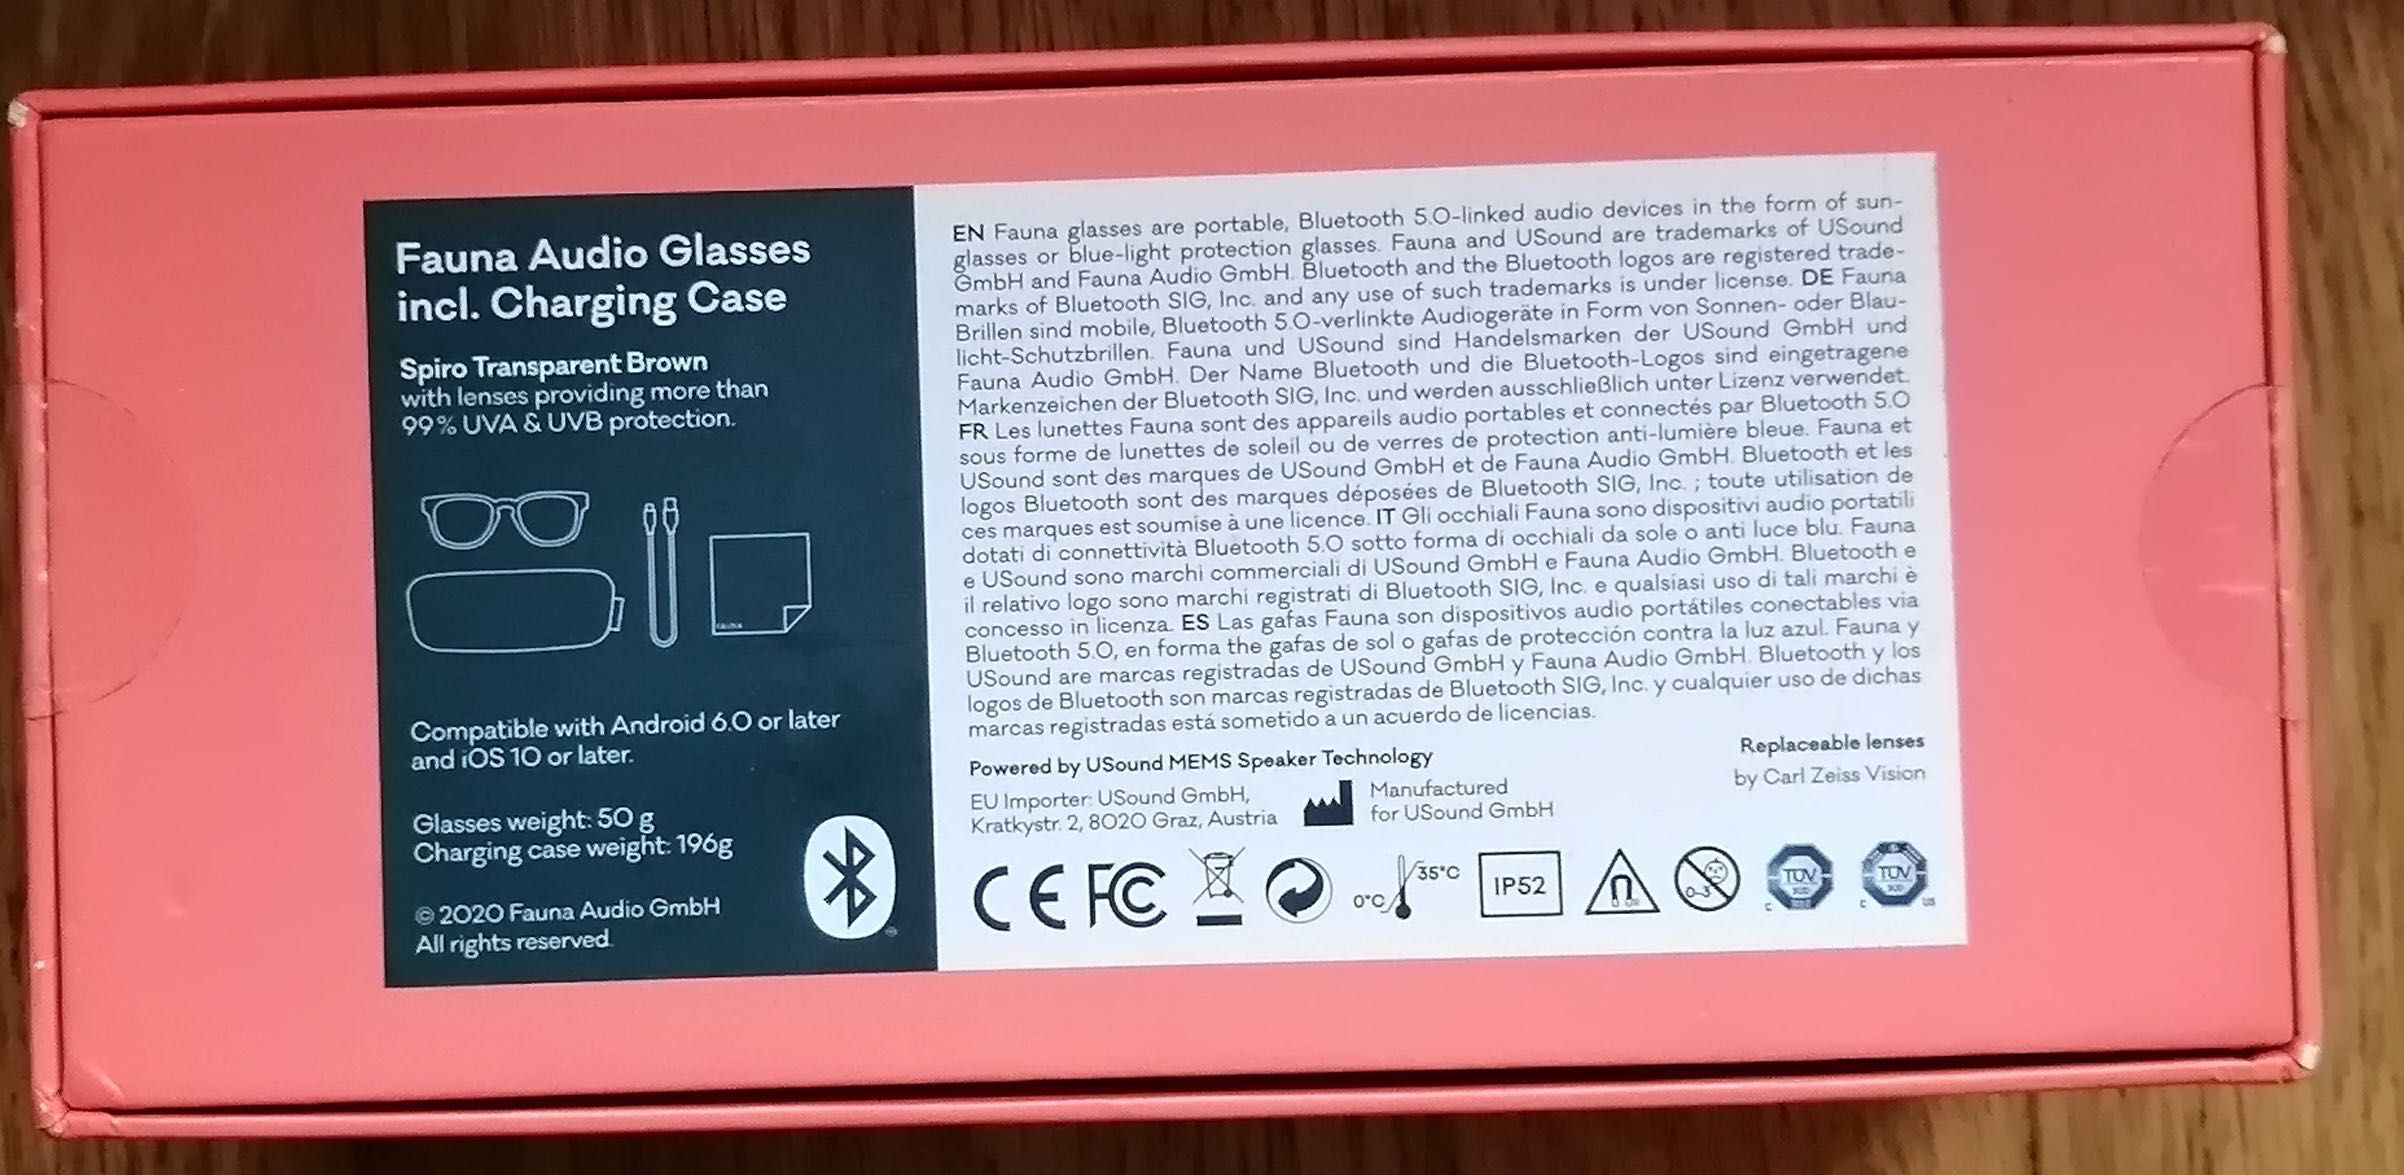 Fauna Audio Glasses
incl. Charging Case
Spiro Transparent Brown
with lenses providing more than
99% UVA & UVB protection.
FAUNA
Compatible with Android 6.0 or later
and iOS 10 or later.
Glasses weight: 50 g
Charging case weight: 196g
© 2020 Fauna Audio GmbH
All rights reserved.
EN Fauna glasses are portable, Bluetooth 5.0-linked audio devices in the form of sun-
glasses or blue-light protection glasses. Fauna and USound are trademarks of USound
GmbH and Fauna Audio GmbH. Bluetooth and the Bluetooth logos are registered trade-
marks of Bluetooth SIG, Inc. and any use of such trademarks is under license. DE Fauna
Brillen sind mobile, Bluetooth 5.0-verlinkte Audiogeräte in Form von Sonnen- oder Blau-
licht-Schutzbrillen. Fauna und USound sind Handelsmarken der USound GmbH und
Fauna Audio GmbH. Der Name Bluetooth und die Bluetooth-Logos sind eingetragene
Markenzeichen der Bluetooth SIG, Inc. und werden ausschließlich unter Lizenz verwendet.
FR Les lunettes Fauna sont des appareils audio portables et connectés par Bluetooth 5.0
sous forme de lunettes de soleil ou de verres de protection anti-lumière bleue. Fauna et
USound sont des marques de USound GmbH et de Fauna Audio GmbH. Bluetooth et les
logos Bluetooth sont des marques déposées de Bluetooth SIG, Inc. ; toute utilisation de
ces marques est soumise à une licence. IT Gli occhiali Fauna sono dispositivi audio portatili
dotati di connettività Bluetooth 5.0 sotto forma di occhiali da sole o anti luce blu. Fauna
e USound sono marchi commerciali di USound GmbH e Fauna Audio GmbH. Bluetooth e
il relativo logo sono marchi registrati di Bluetooth SIG, Inc. e qualsiasi uso di tali marchi è
concesso in licenza. ES Las gafas Fauna son dispositivos audio portátiles conectables via
Bluetooth 5.0, en forma the gafas de sol o gafas de protección contra la luz azul. Fauna y
USound are marcas registradas de USound GmbH y Fauna Audio GmbH. Bluetooth y los
logos de Bluetooth son marcas registradas de Bluetooth SIG, Inc. y cualquier uso de dichas
marcas registradas está sometido a un acuerdo de licencias.
Powered by USound MEMS Speaker Technology
EU Importer: USound GmbH,
Kratkystr. 2, 8020 Graz, Austria
Manufactured
for USound GmbH
Replaceable lenses
by Carl Zeiss Vision
CE FC 0°C 35°C IP52 0-3 TÜV SÜD C TÜV SÜD C US